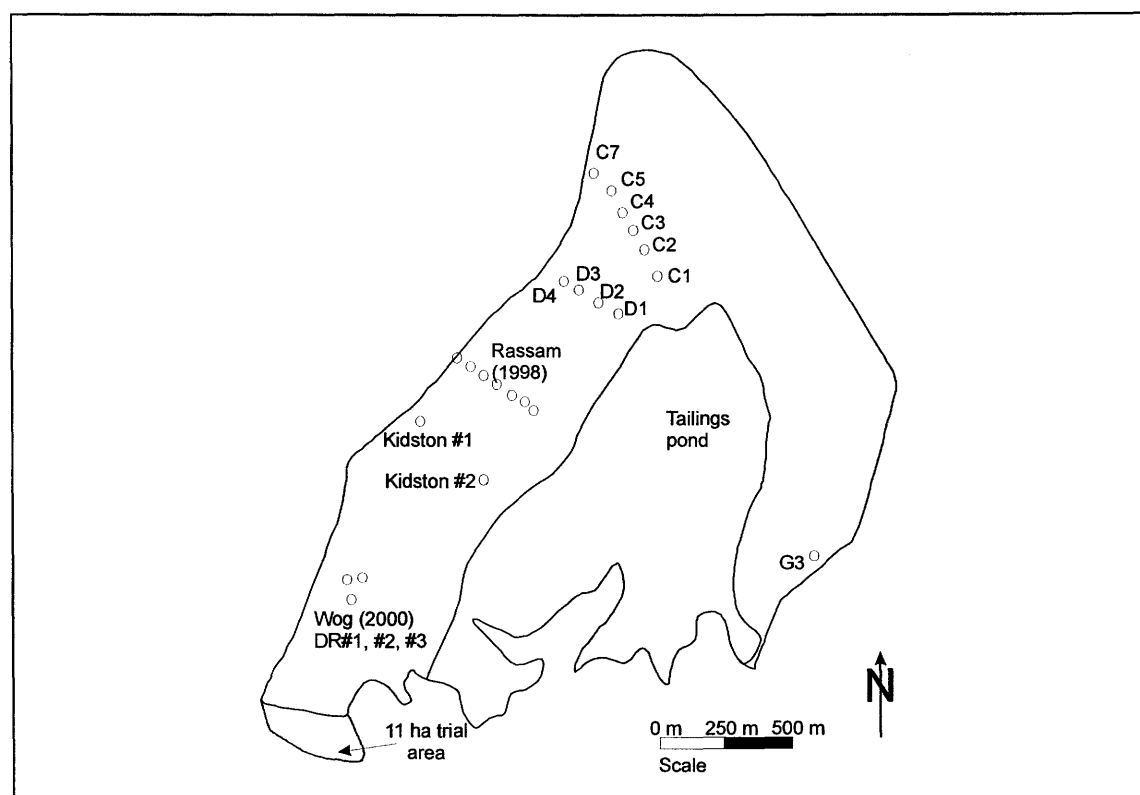 C7
C5
C4
C3
C2
C1
D3
D4
D2
D1
Rassam
(1998)
Tailings
pond
Kidston #1
Kidston #2
G3
Wog (2000)
DR#1, #2, #3
N
11 ha trial
area
0 m 250 m 500 m
Scale